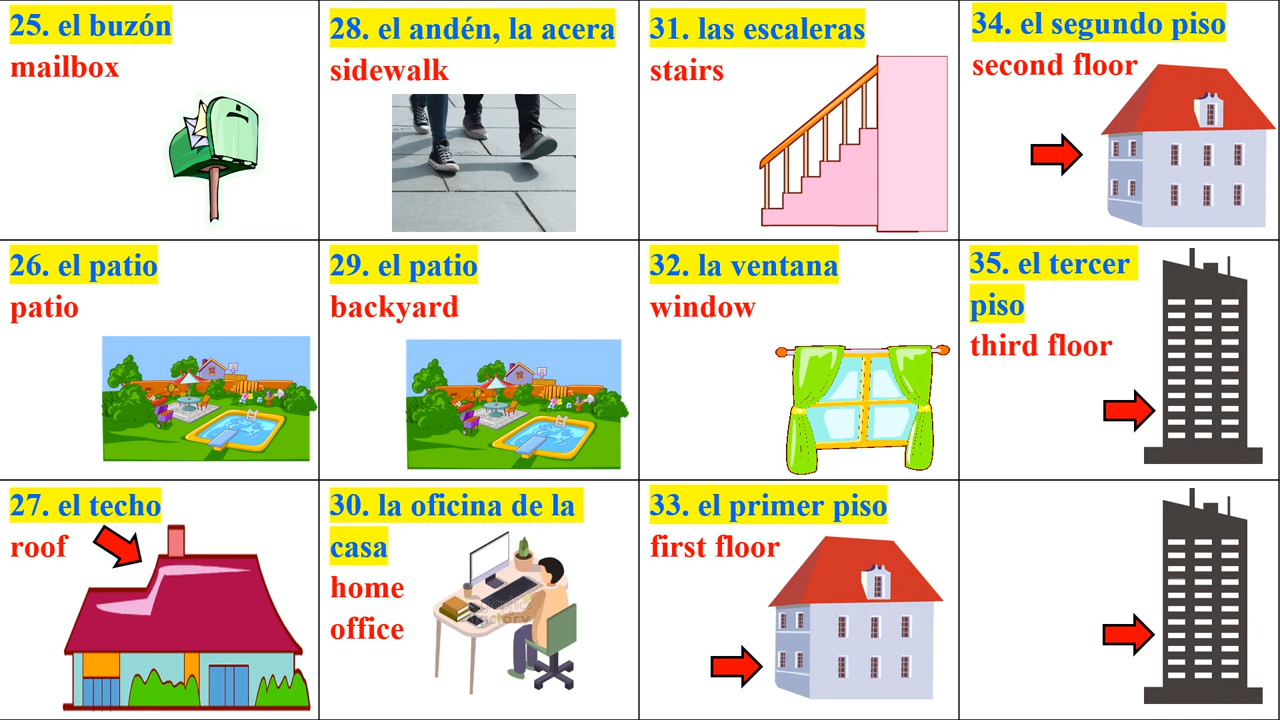 25. el buzón
mailbox
28. el andén, la acera
sidewalk
31. las escaleras
stairs
34. el segundo piso
second floor
26. el patio
patio
29. el patio
backyard
32. la ventana
window
35. el tercer
piso
third floor
27. el techo
roof
30. la oficina de la
casa
home
office
33. el primer piso
first floor